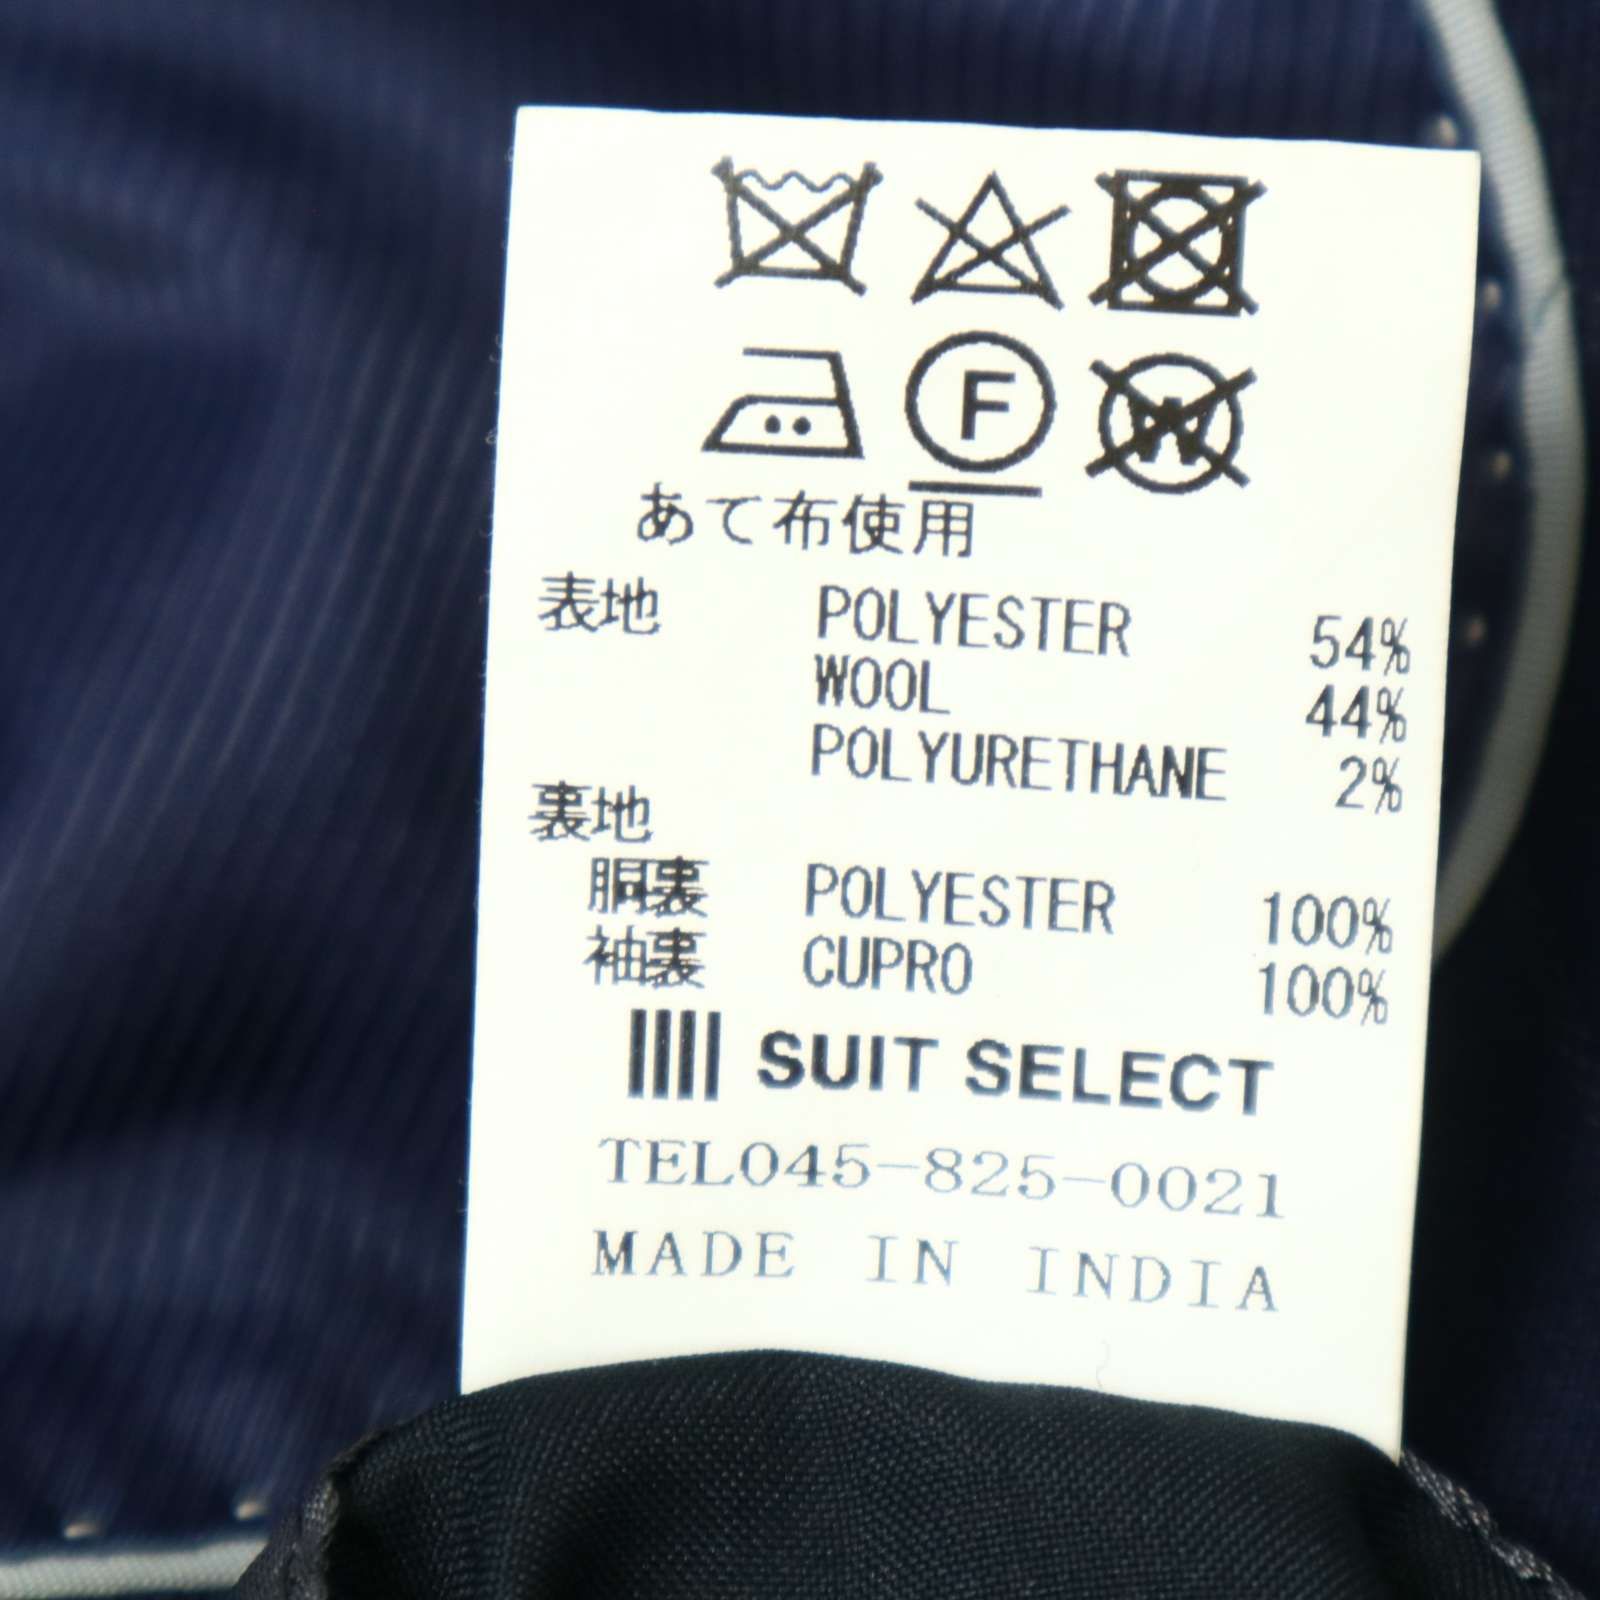 F W
あて布使用
表地 POLYESTER 54%
WOOL 44%
POLYURETHANE 2%
裏地
胴裏 POLYESTER 100%
袖裏 CUPRO 100%
SUIT SELECT
TEL045-825-0021
MADE IN INDIA